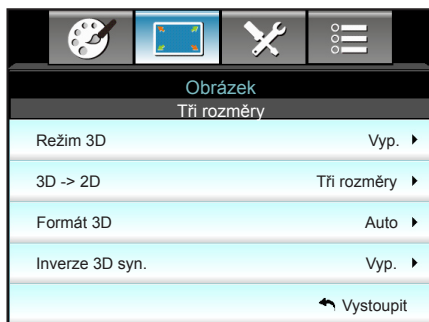 Obrázek
Tři rozměry
Režim 3D Vyp.
3D -> 2D Tři rozměry
Formát 3D Auto
Inverze 3D syn. Vyp.
Vystoupit